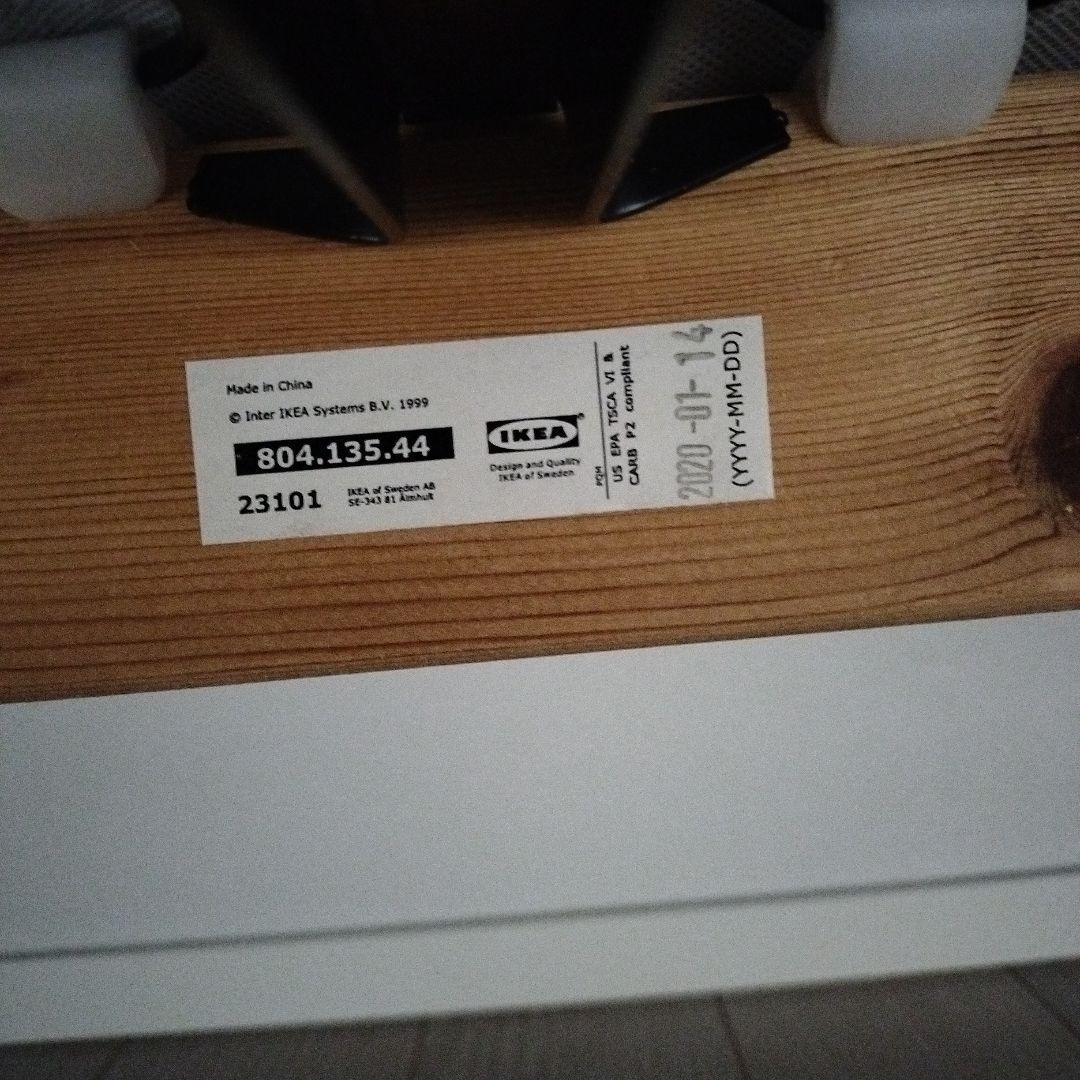 Made in China
© Inter IKEA Systems B.V. 1999
804.135.44
23101
IKEA of Sweden AB
SE-343 81 Älmhult
IKEA®
Design and Quality
IKEA of Sweden
PQM
US EPA TSCA VI &
CARB P2 compliant
2020-01-14
(YYYY-MM-DD)